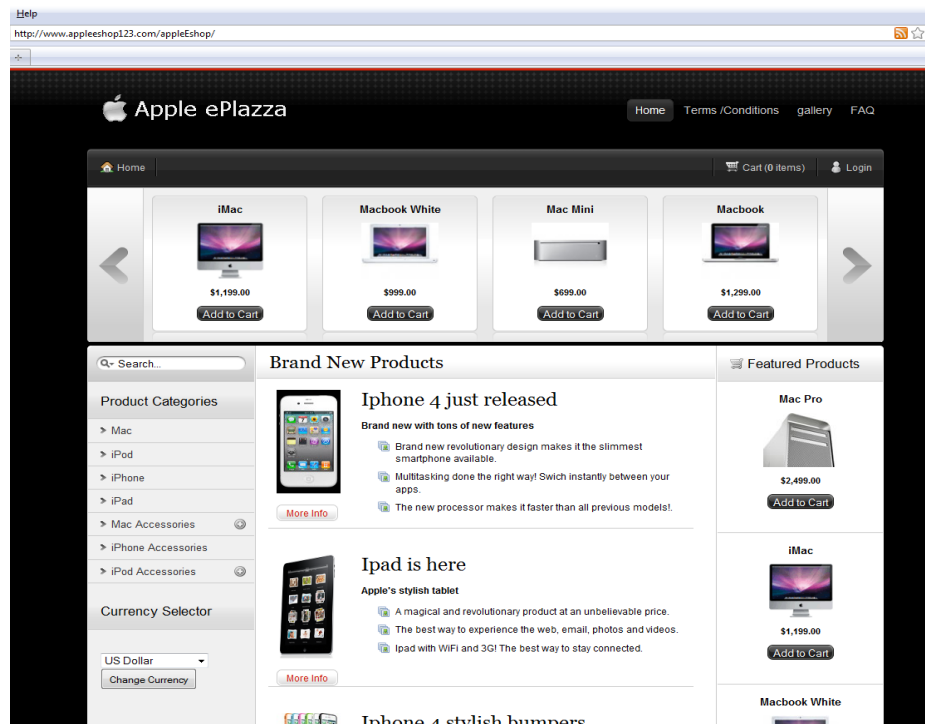 Help
http://www.appleeshop123.com/appleEshop/
Apple ePlazza
Home
Terms /Conditions
gallery
FAQ
Home
Cart (0 items)
Login
iMac
$1,199.00
Add to Cart
Macbook White
$999.00
Add to Cart
Mac Mini
$699.00
Add to Cart
Macbook
$1,299.00
Add to Cart
Search...
Product Categories
Mac
iPod
iPhone
iPad
Mac Accessories
iPhone Accessories
iPod Accessories
Currency Selector
US Dollar
Change Currency
Brand New Products
Iphone 4 just released
Brand new with tons of new features
Brand new revolutionary design makes it the slimmest
smartphone available.
Multitasking done the right way! Swich instantly between your
apps.
The new processor makes it faster than all previous models!.
More Info
Ipad is here
Apple's stylish tablet
A magical and revolutionary product at an unbelievable price.
The best way to experience the web, email, photos and videos.
Ipad with WiFi and 3G! The best way to stay connected.
More Info
Iphone 4 stylish bumpers
Featured Products
Mac Pro
$2,499.00
Add to Cart
iMac
$1,199.00
Add to Cart
Macbook White